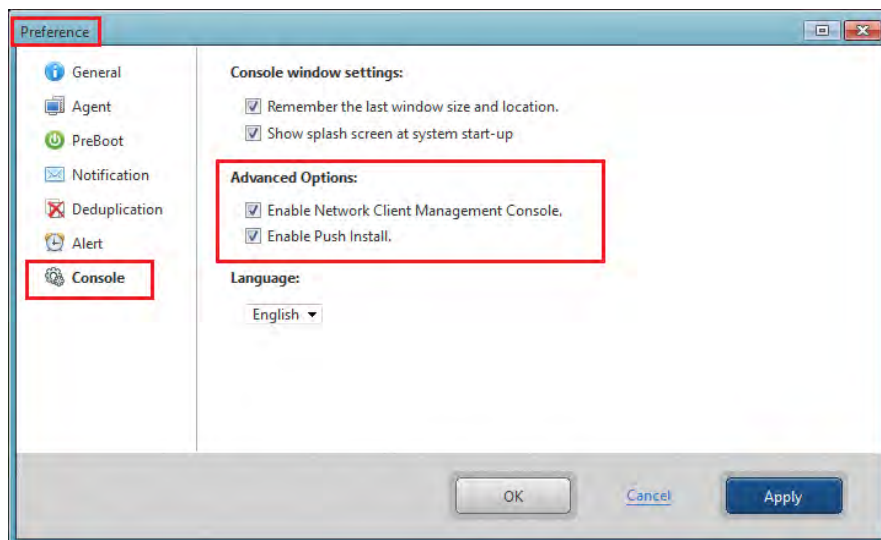 Preference
General
Agent
PreBoot
Notification
Deduplication
Alert
Console
Console window settings:
Remember the last window size and location.
Show splash screen at system start-up
Advanced Options:
Enable Network Client Management Console.
Enable Push Install.
Language:
English
OK
Cancel
Apply